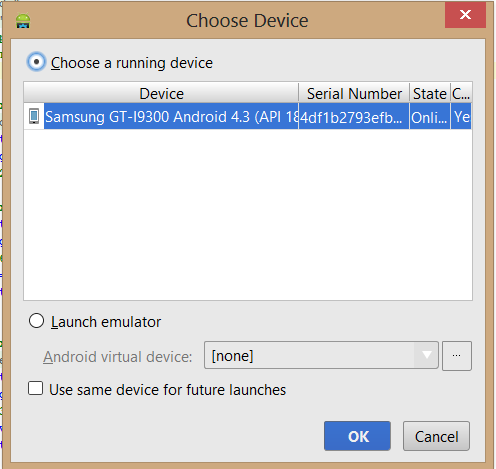 Choose Device
Choose a running device
Device Serial Number State C...
Samsung GT-I9300 Android 4.3 (API 18 4df1b2793efb... Onli... Ye
Launch emulator
Android virtual device: [none] ...
Use same device for future launches
OK Cancel